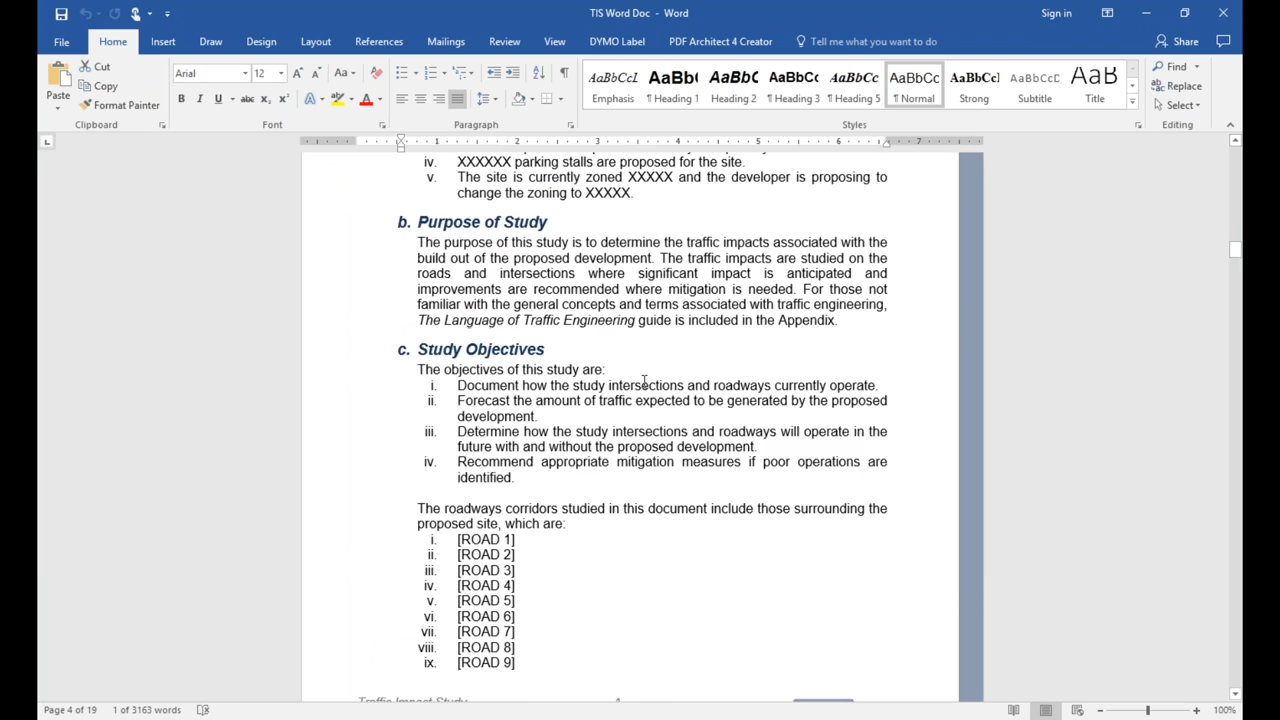 TIS Word Doc - Word
Sign in
File Home Insert Draw Design Layout References Mailings Review View DYMO Label PDF Architect 4 Creator Tell me what you want to do Share
Paste
Cut
Copy
Format Painter
Clipboard
Arial 12
Font
Paragraph
AaBbCcL AaBb( AaBb( AaBbCc AaBbCc AaBbCc AaBbCcl AaBbCcD AaB
Emphasis ¶ Heading 1 Heading 2 ¶ Heading 3 ¶ Heading 5 ¶ Normal Strong Subtitle Title
Styles
Find
Replace
Select
Editing
1 2 3 4 5 6 7
iv. XXXXXX parking stalls are proposed for the site.
v. The site is currently zoned XXXXX and the developer is proposing to
change the zoning to XXXXX.
b. Purpose of Study
The purpose of this study is to determine the traffic impacts associated with the
build out of the proposed development. The traffic impacts are studied on the
roads and intersections where significant impact is anticipated and
improvements are recommended where mitigation is needed. For those not
familiar with the general concepts and terms associated with traffic engineering,
The Language of Traffic Engineering guide is included in the Appendix.
c. Study Objectives
The objectives of this study are:
i. Document how the study intersections and roadways currently operate.
ii. Forecast the amount of traffic expected to be generated by the proposed
development.
iii. Determine how the study intersections and roadways will operate in the
future with and without the proposed development.
iv. Recommend appropriate mitigation measures if poor operations are
identified.
The roadways corridors studied in this document include those surrounding the
proposed site, which are:
i. [ROAD 1]
ii. [ROAD 2]
iii. [ROAD 3]
iv. [ROAD 4]
v. [ROAD 5]
vi. [ROAD 6]
vii. [ROAD 7]
viii. [ROAD 8]
ix. [ROAD 9]
Traffic Impact Study
Page 4 of 19 1 of 3163 words
100%